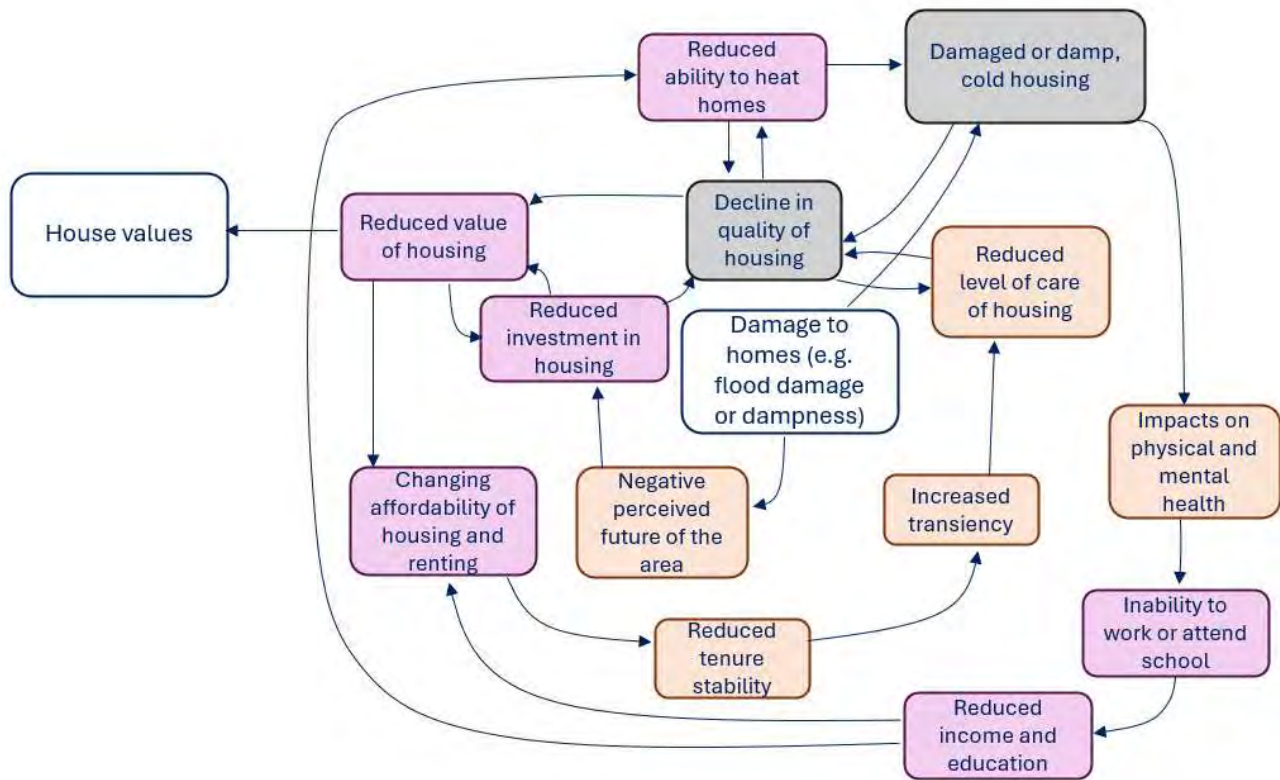 Reduced
ability to heat
homes
Damaged or damp,
cold housing
House values
Reduced value
of housing
Decline in
quality of
housing
Reduced
level of care
of housing
Reduced
investment in
housing
Damage to
homes (e.g.
flood damage
or dampness)
Impacts on
physical and
mental
health
Changing
affordability of
housing and
renting
Negative
perceived
future of the
area
Increased
transiency
Inability to
work or attend
school
Reduced
tenure
stability
Reduced
income and
education